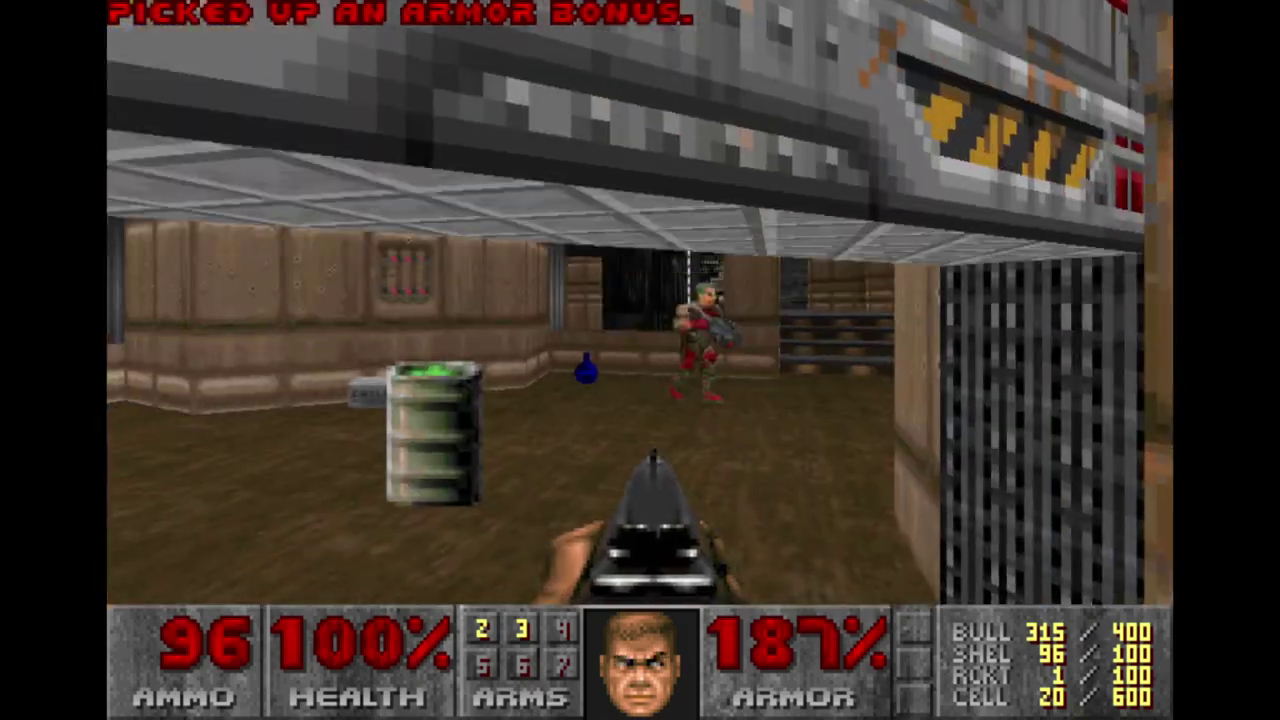 PICKED UP AN ARMOR BONUS.
96 100% 2 3 4 187% BULL 315 / 400
5 6 7 SHEL 96 / 100
RCKT 1 / 100
AMMO HEALTH ARMS ARMOR CELL 20 / 600